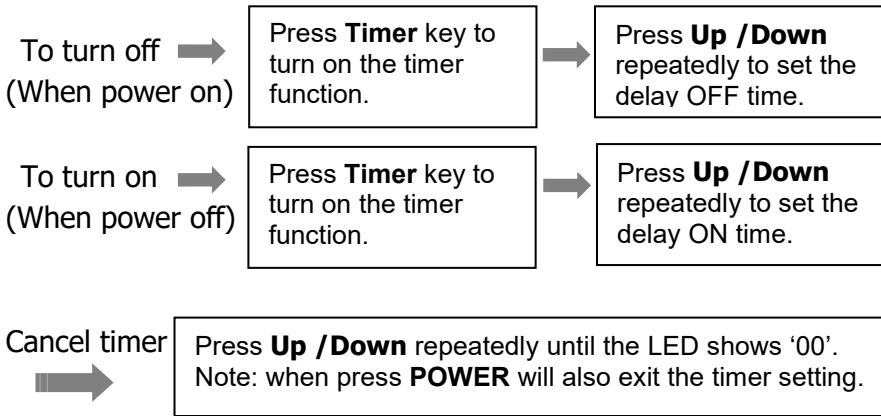 To turn off
(When power on)
Press Timer key to
turn on the timer
function.
Press Up /Down
repeatedly to set the
delay OFF time.
To turn on
(When power off)
Press Timer key to
turn on the timer
function.
Press Up /Down
repeatedly to set the
delay ON time.
Cancel timer
Press Up /Down repeatedly until the LED shows ‘00’.
Note: when press POWER will also exit the timer setting.